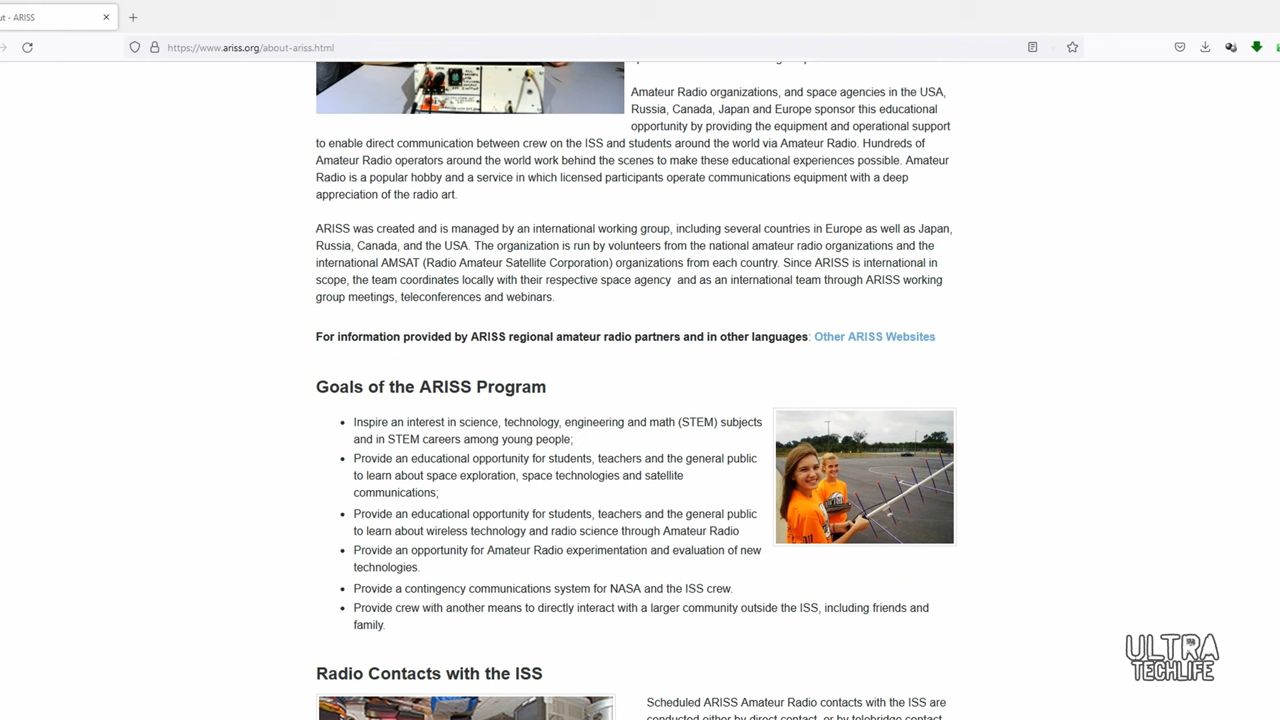 ut - ARISS
https://www.ariss.org/about-ariss.html
Amateur Radio organizations, and space agencies in the USA,
Russia, Canada, Japan and Europe sponsor this educational
opportunity by providing the equipment and operational support
to enable direct communication between crew on the ISS and students around the world via Amateur Radio. Hundreds of
Amateur Radio operators around the world work behind the scenes to make these educational experiences possible. Amateur
Radio is a popular hobby and a service in which licensed participants operate communications equipment with a deep
appreciation of the radio art.
ARISS was created and is managed by an international working group, including several countries in Europe as well as Japan,
Russia, Canada, and the USA. The organization is run by volunteers from the national amateur radio organizations and the
international AMSAT (Radio Amateur Satellite Corporation) organizations from each country. Since ARISS is international in
scope, the team coordinates locally with their respective space agency and as an international team through ARISS working
group meetings, teleconferences and webinars.
For information provided by ARISS regional amateur radio partners and in other languages: Other ARISS Websites
Goals of the ARISS Program
• Inspire an interest in science, technology, engineering and math (STEM) subjects
and in STEM careers among young people;
• Provide an educational opportunity for students, teachers and the general public
to learn about space exploration, space technologies and satellite
communications;
• Provide an educational opportunity for students, teachers and the general public
to learn about wireless technology and radio science through Amateur Radio
• Provide an opportunity for Amateur Radio experimentation and evaluation of new
technologies.
• Provide a contingency communications system for NASA and the ISS crew.
• Provide crew with another means to directly interact with a larger community outside the ISS, including friends and
family.
Radio Contacts with the ISS
Scheduled ARISS Amateur Radio contacts with the ISS are
conducted either by direct contact, or by telebridge contact
ULTRA
TECHLIFE